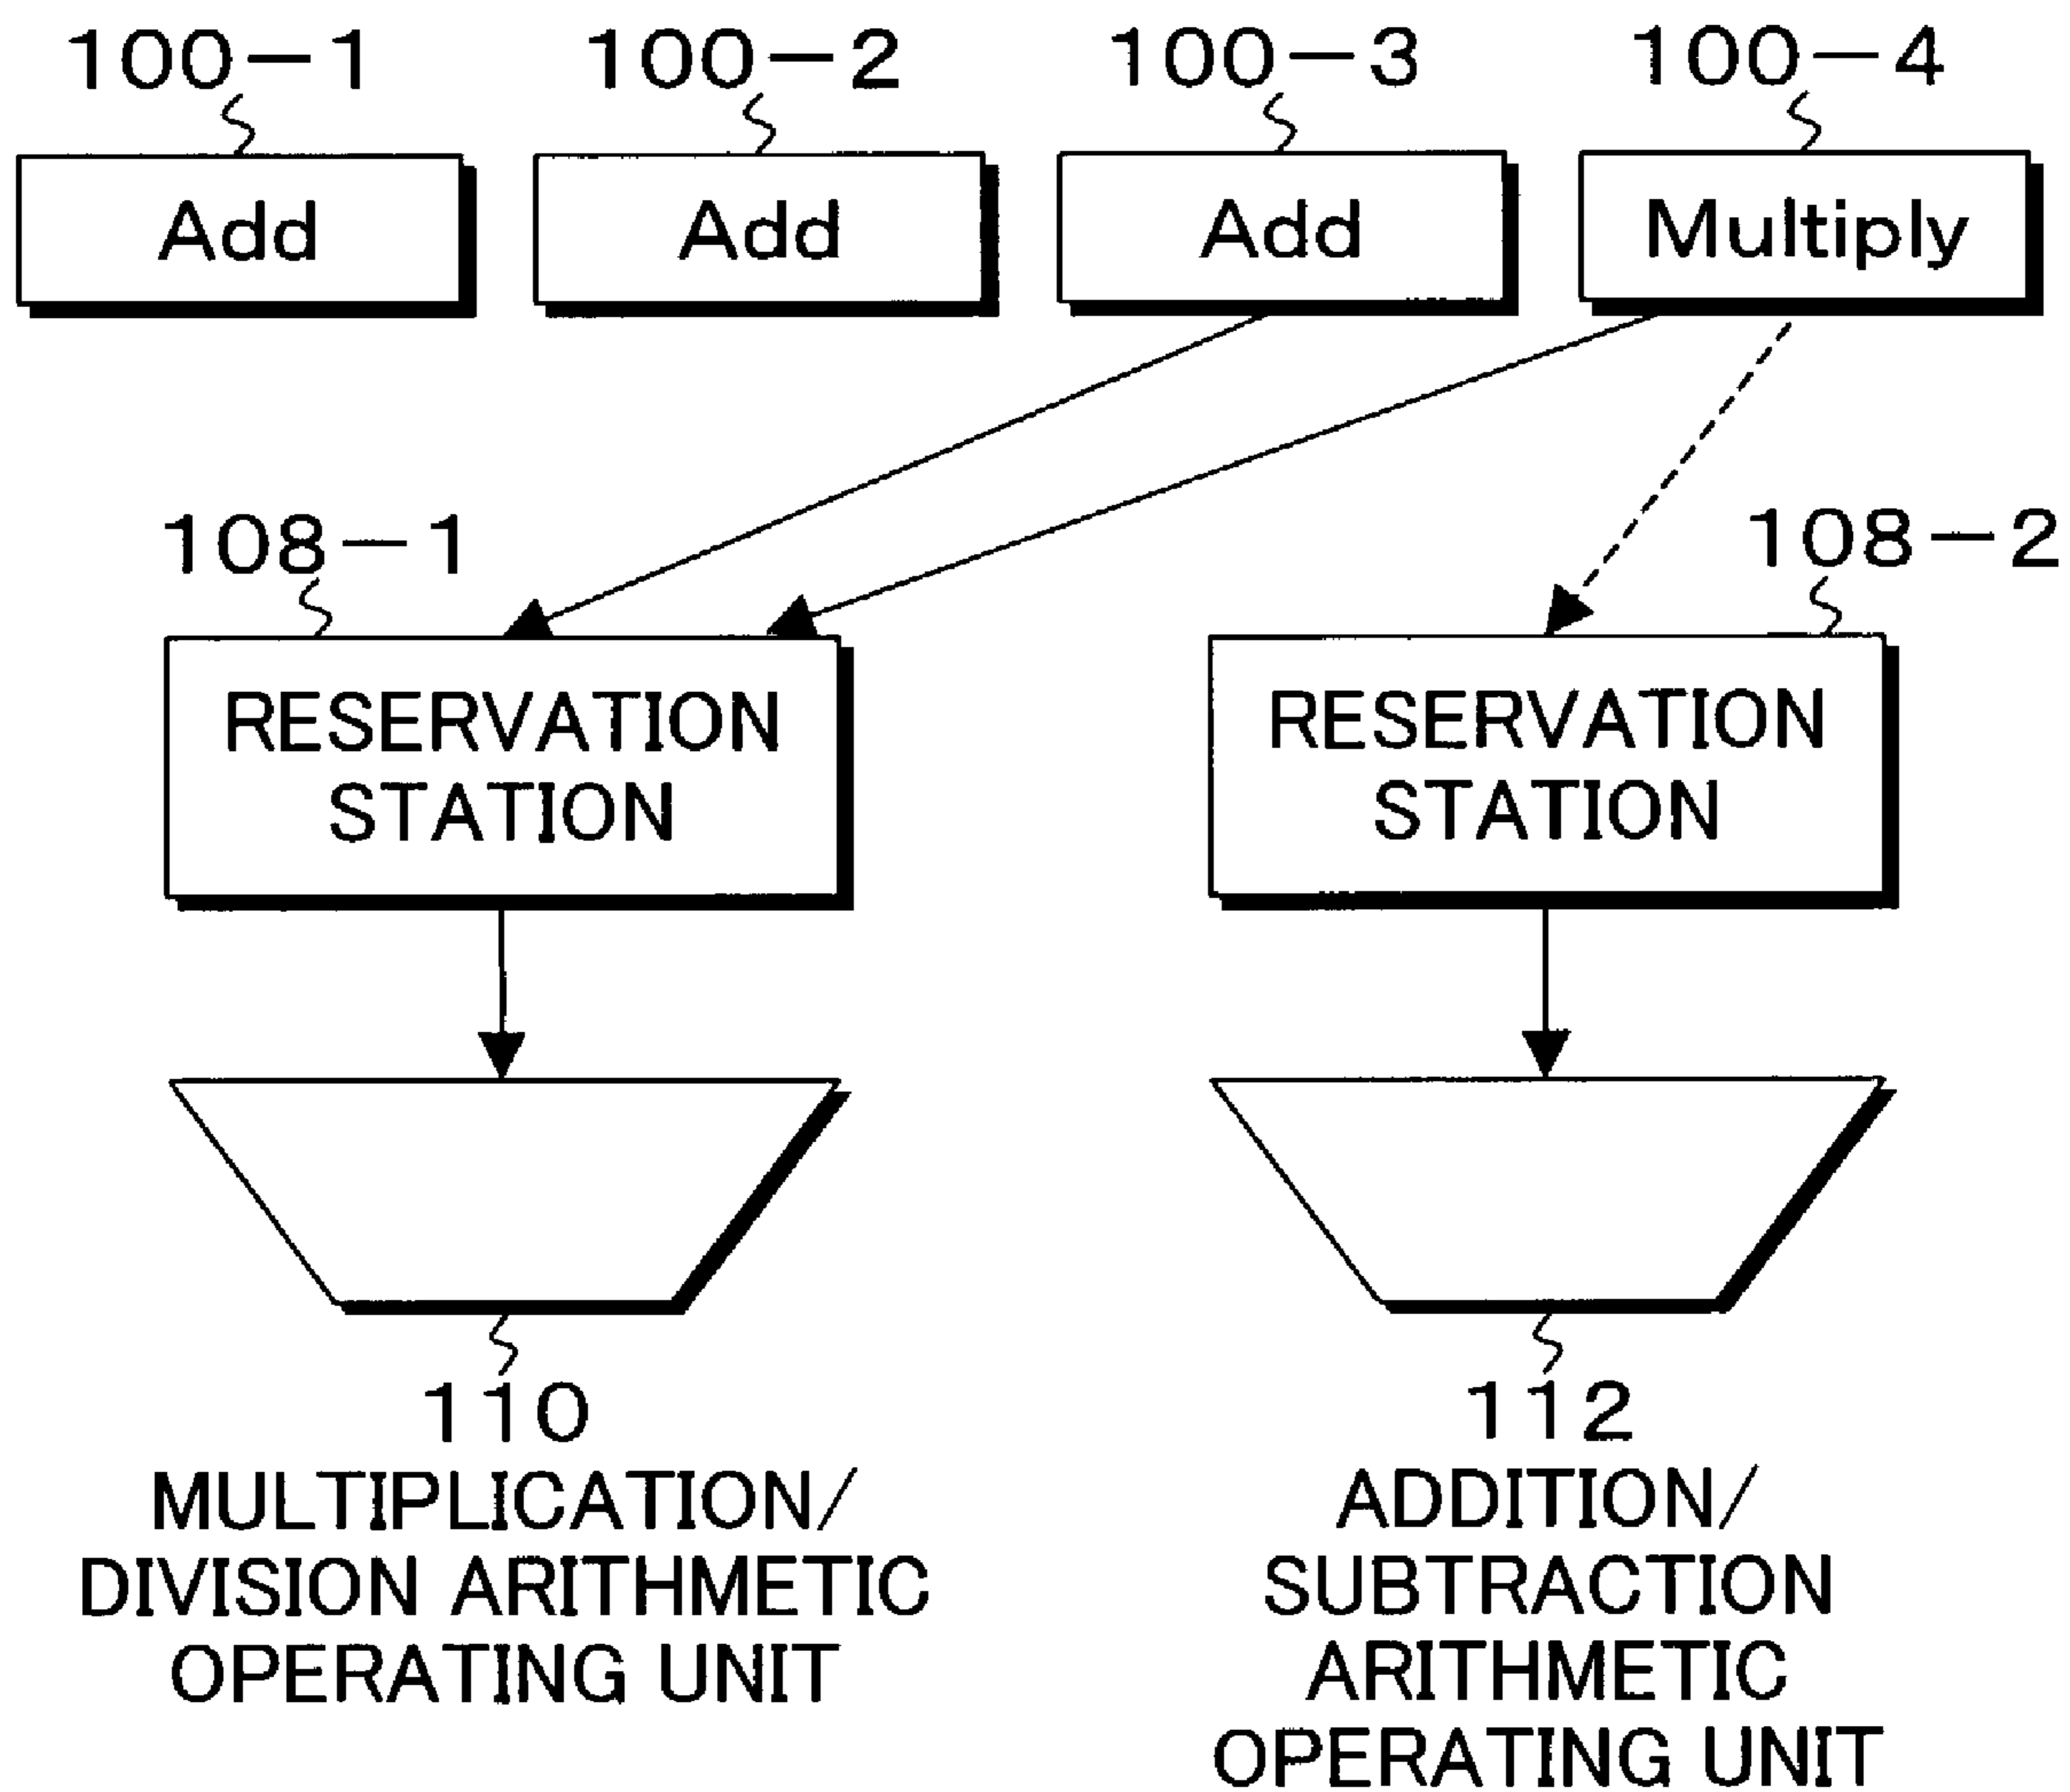 100-1 100-2 100-3 100-4
Add Add Add Multiply
108-1 108-2
RESERVATION
STATION
RESERVATION
STATION
110
MULTIPLICATION/
DIVISION ARITHMETIC
OPERATING UNIT
112
ADDITION/
SUBTRACTION
ARITHMETIC
OPERATING UNIT